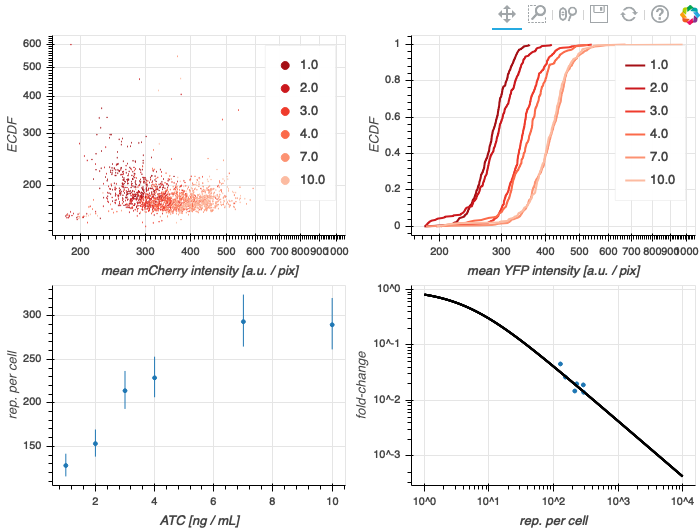 600
500
400
300
200
ECDF
1.0
2.0
3.0
4.0
7.0
10.0
200 300 400 500 600 700 800 900 1000
mean mCherry intensity [a.u. / pix]
1
0.8
0.6
0.4
0.2
0
ECDF
1.0
2.0
3.0
4.0
7.0
10.0
200 300 400 500 600 700 800 900 1000
mean YFP intensity [a.u. / pix]
300
250
200
150
rep. per cell
2 4 6 8 10
ATC [ng / mL]
10^0
10^-1
10^-2
10^-3
fold-change
10^0 10^1 10^2 10^3 10^4
rep. per cell